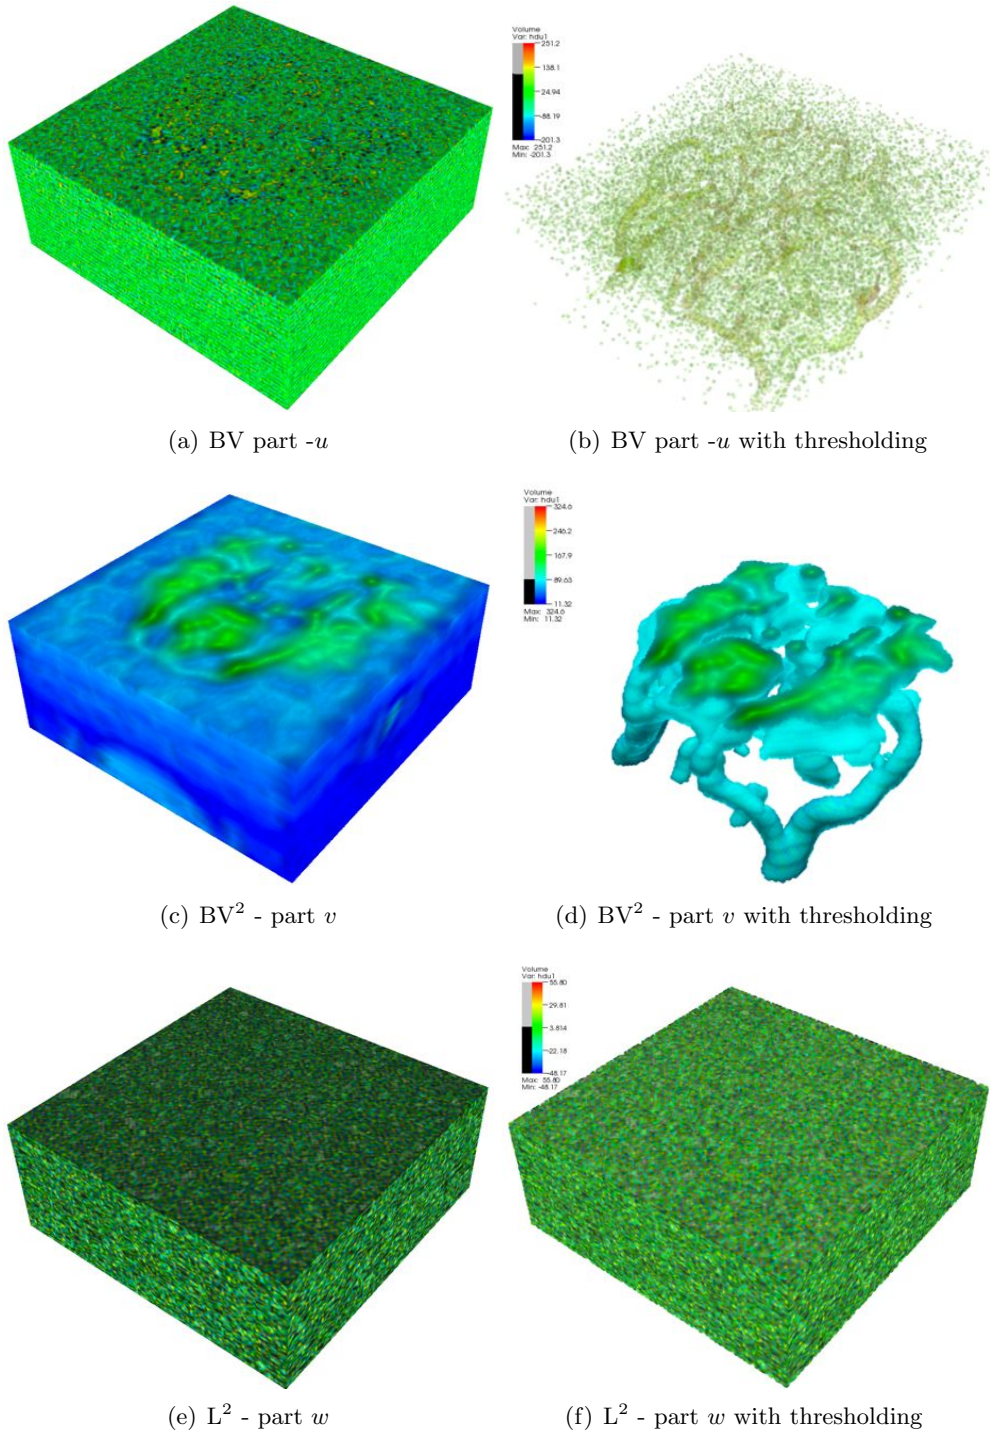 Volume
Var: hdu1
251.2
138.1
24.94
-88.19
-201.3
Max: 251.2
Min: -201.3
(a) BV part -u
(b) BV part -u with thresholding
Volume
Var: hdu1
324.6
246.2
167.9
89.63
11.32
Max: 324.6
Min: 11.32
(c) BV² - part v
(d) BV² - part v with thresholding
Volume
Var: hdu1
55.80
29.81
3.814
-22.18
-48.17
Max: 55.80
Min: -48.17
(e) L² - part w
(f) L² - part w with thresholding